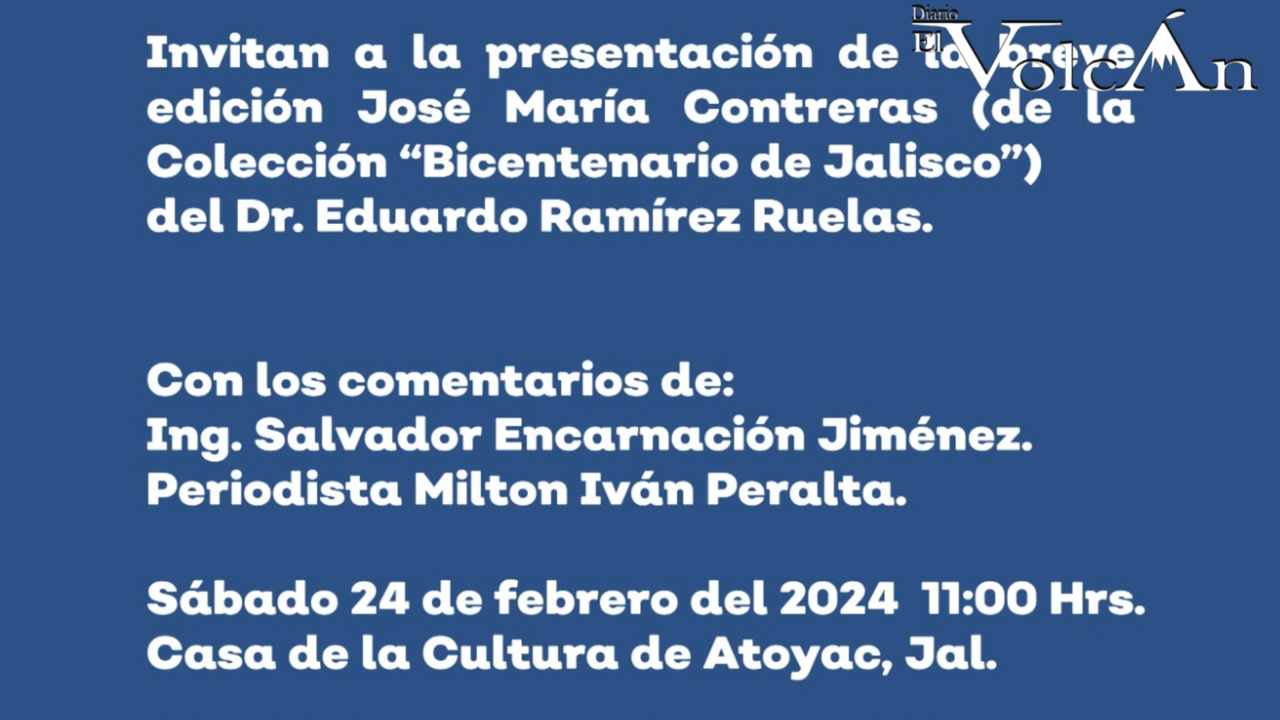 Diario
El VolcÁn
Invitan a la presentación de la breve
edición José María Contreras (de la
Colección “Bicentenario de Jalisco”)
del Dr. Eduardo Ramírez Ruelas.
Con los comentarios de:
Ing. Salvador Encarnación Jiménez.
Periodista Milton Iván Peralta.
Sábado 24 de febrero del 2024 11:00 Hrs.
Casa de la Cultura de Atoyac, Jal.